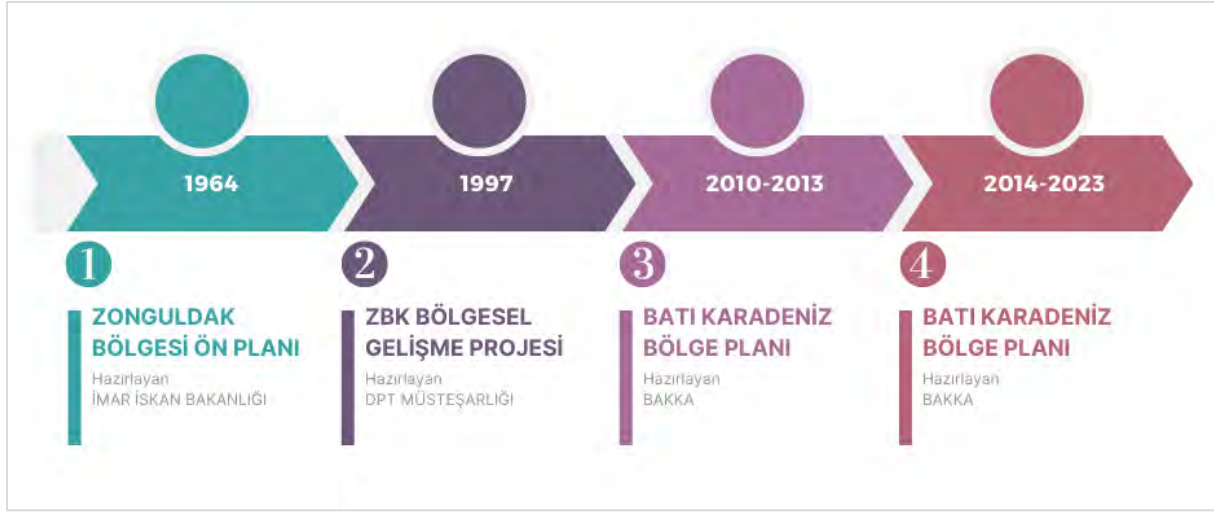 1964
1997
2010-2013
2014-2023
1
ZONGULDAK
BÖLGESİ ÖN PLANI
Hazırlayan
İMAR İSKAN BAKANLIĞI
2
ZBK BÖLGESEL
GELİŞME PROJESİ
Hazırlayan
DPT MÜSTEŞARLIĞI
3
BATI KARADENİZ
BÖLGE PLANI
Hazırlayan
BAKKA
4
BATI KARADENİZ
BÖLGE PLANI
Hazırlayan
BAKKA